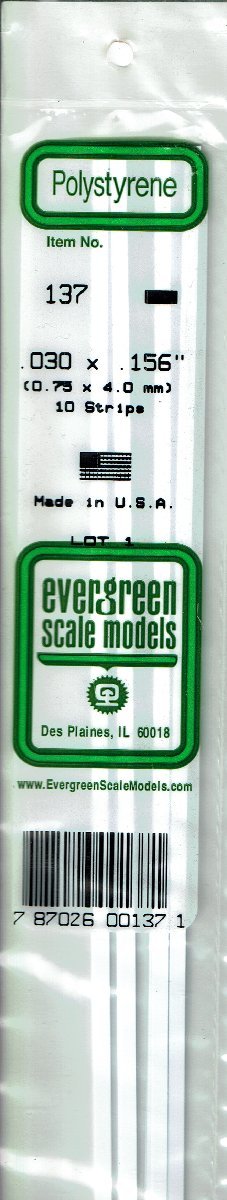 Polystyrene
Item No.
137
.030 x .156"
(0.75 x 4.0 mm)
10 Strips
Made in U.S.A.
LOT 1
evergreen
scale models
Des Plaines, IL 60018
www.EvergreenScaleModels.com
7 87026 00137 1